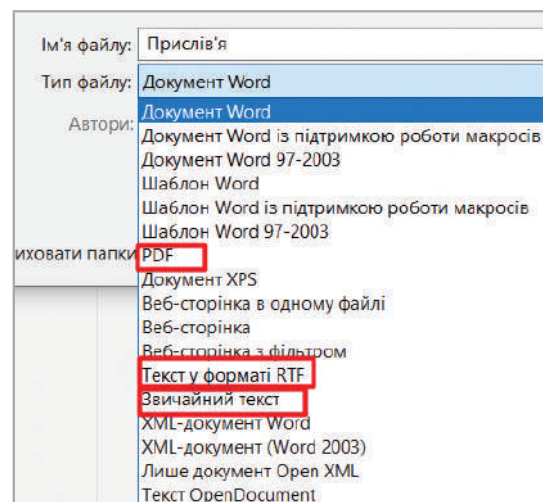 Ім'я файлу: Прислів'я
Тип файлу: Документ Word
Автори:
Документ Word
Документ Word із підтримкою роботи макросів
Документ Word 97-2003
Шаблон Word
Шаблон Word із підтримкою роботи макросів
Шаблон Word 97-2003
иховати папки PDF
Документ XPS
Веб-сторінка в одному файлі
Веб-сторінка
Веб-сторінка з фільтром
Текст у форматі RTF
Звичайний текст
XML-документ Word
XML-документ (Word 2003)
Лише документ Open XML
Текст OpenDocument